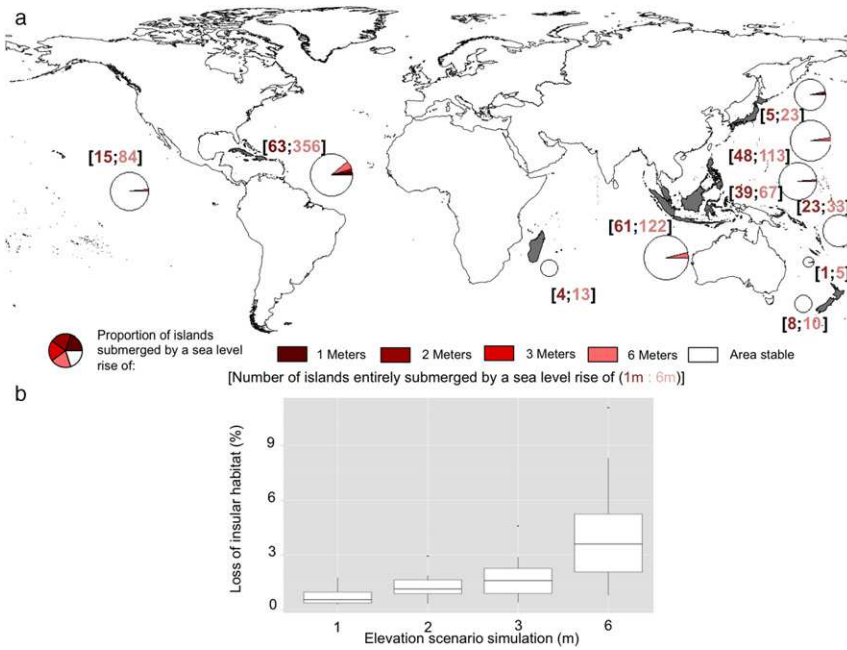 a
[5;23]
[15;84]
[63;356]
[48;113]
[39;67]
[23;33]
[61;122]
[1;5]
[4;13]
[8;10]
Proportion of islands
submerged by a sea level
rise of:
1 Meters
2 Meters
3 Meters
6 Meters
Area stable
[Number of islands entirely submerged by a sea level rise of (1m : 6m)]
b
Loss of insular habitat (%)
9
6
3
0
1
2
3
6
Elevation scenario simulation (m)